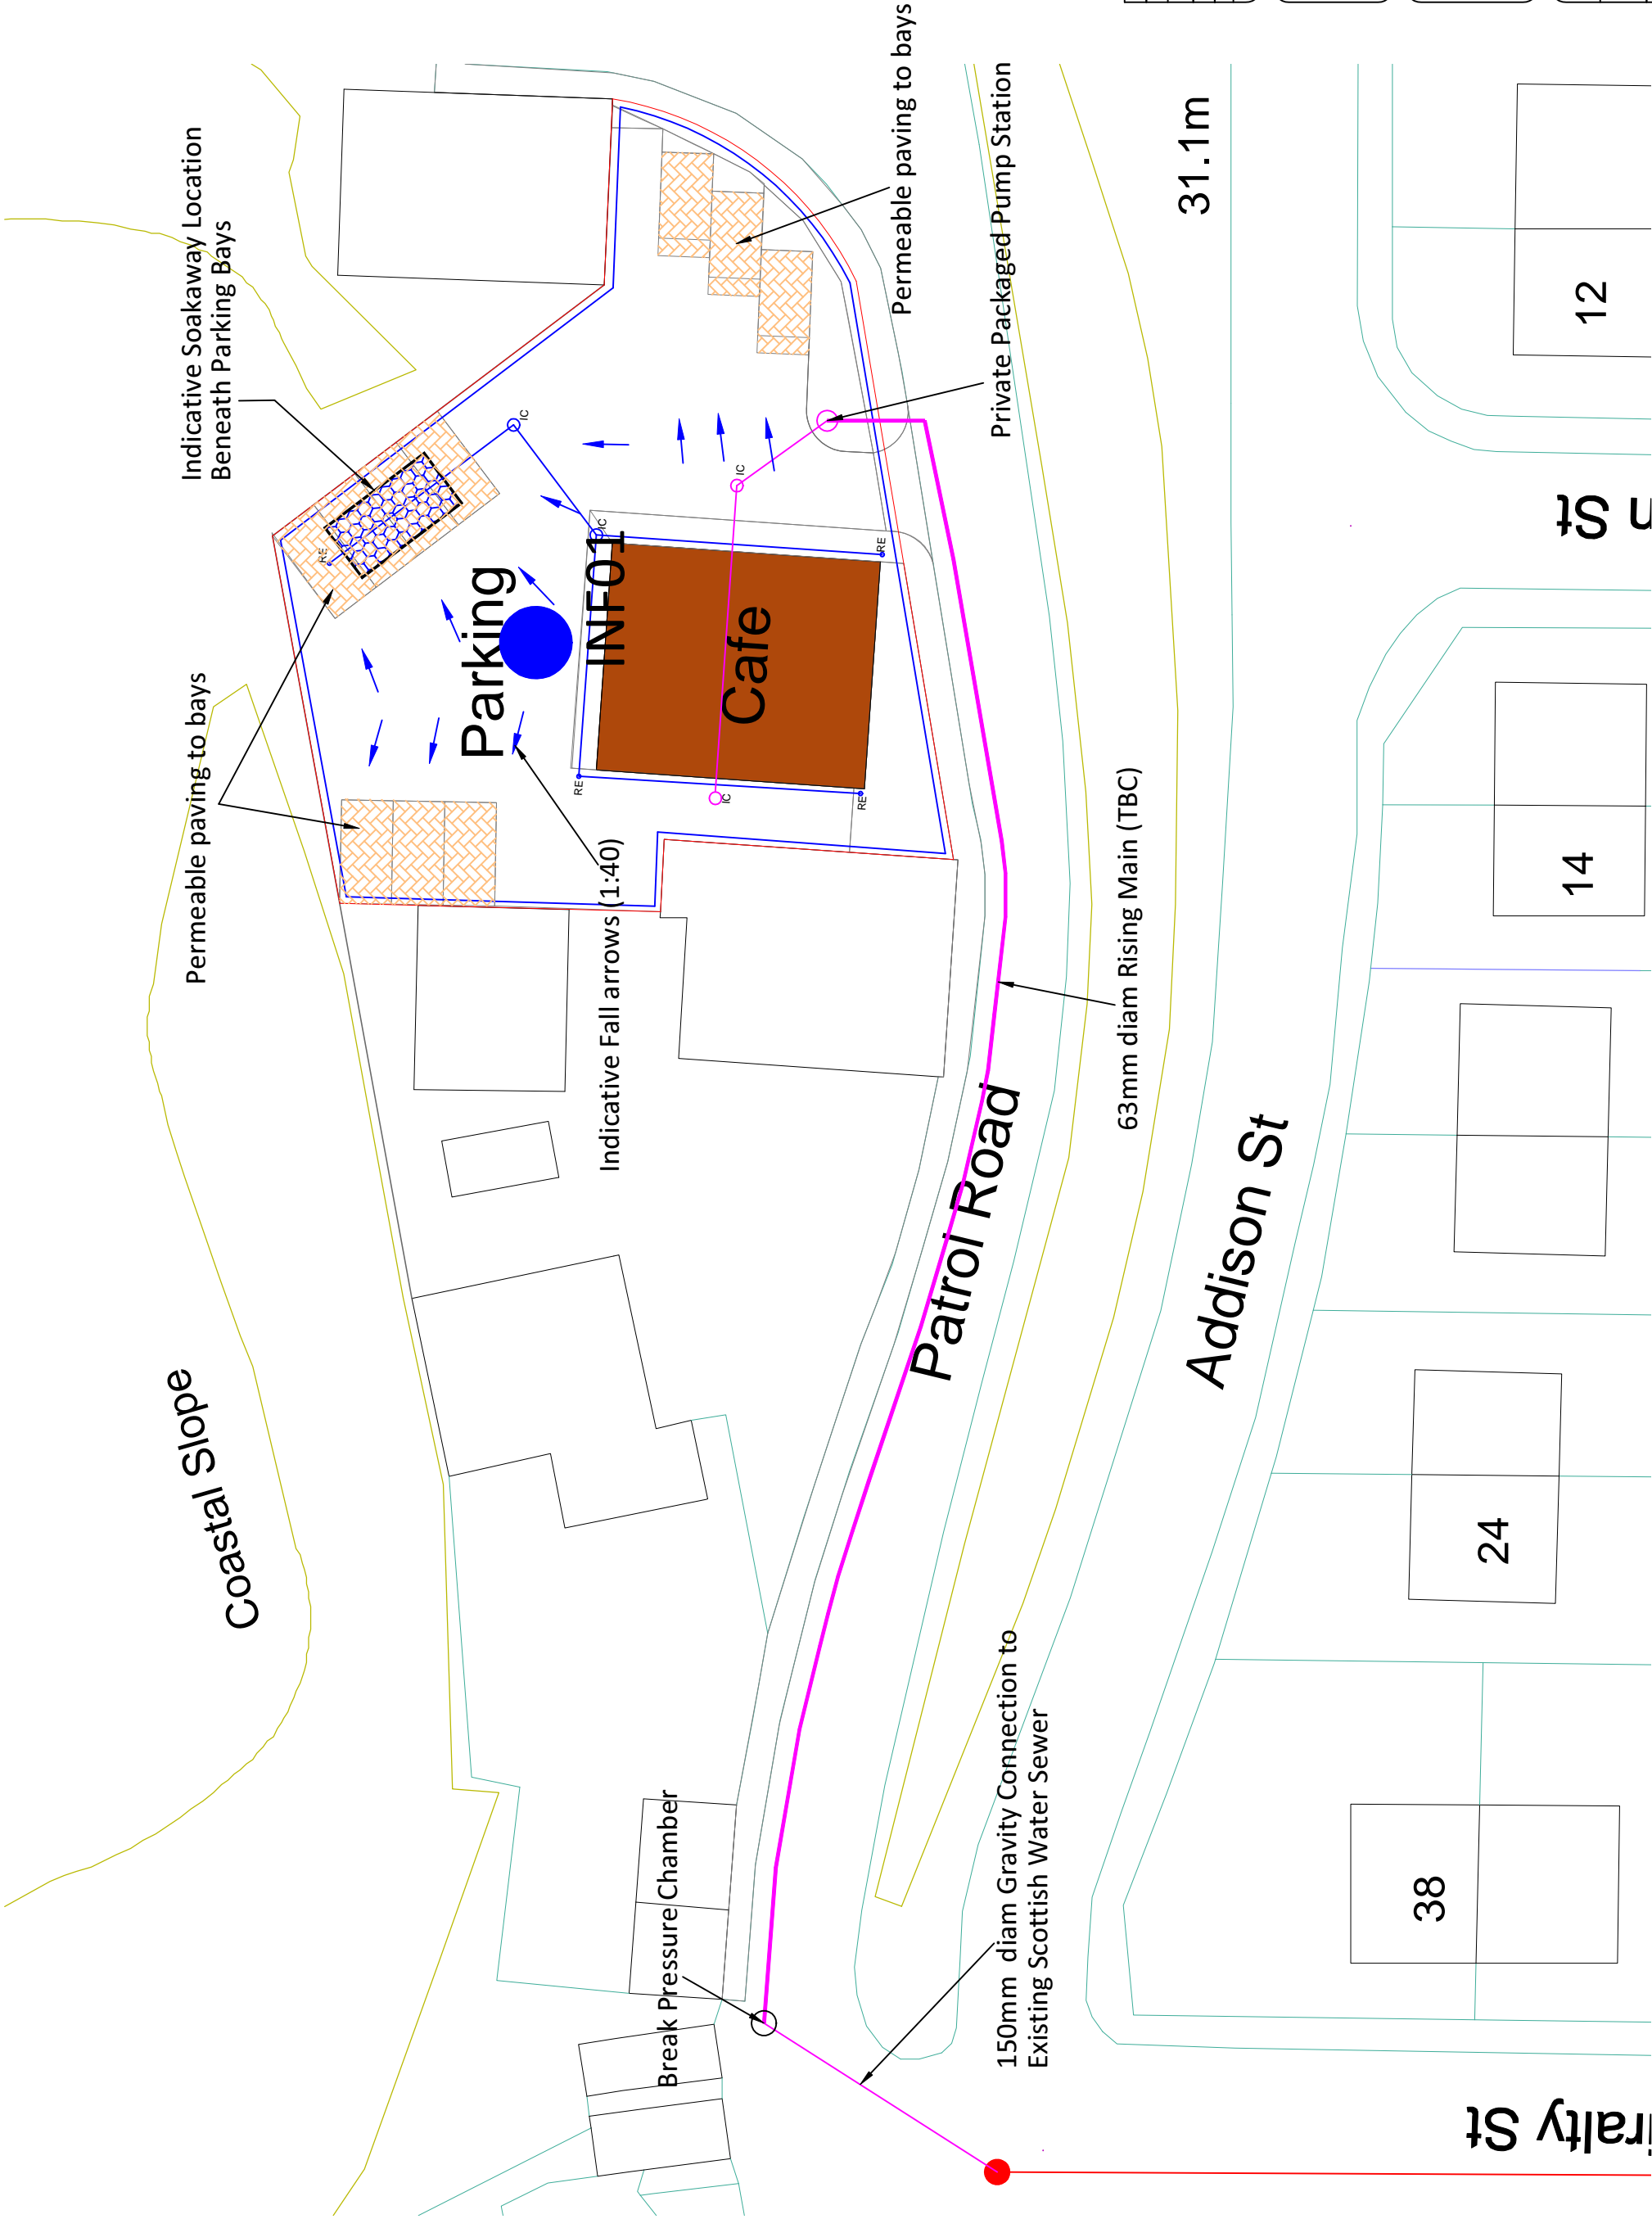 Coastal Slope
Permeable paving to bays
Indicative Soakaway Location
Beneath Parking Bays
RE
IC
Parking
IC
INF01
RE
RE
RE
Cafe
IC
IC
Indicative Fall arrows (1:40)
Permeable paving to bays
Private Packaged Pump Station
Break Pressure Chamber
Patrol Road
150mm diam Gravity Connection to
Existing Scottish Water Sewer
63mm diam Rising Main (TBC)
31.1m
Addison St
38
24
14
12
St
St